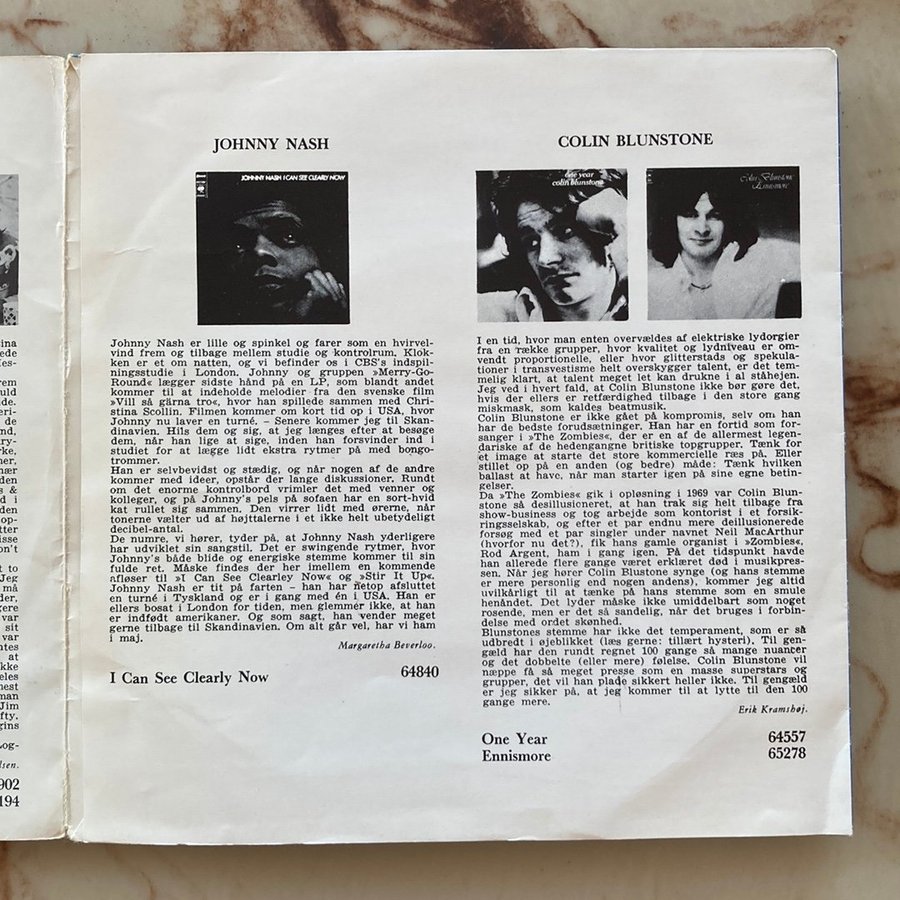 JOHNNY NASH
JOHNNY NASH I CAN SEE CLEARLY NOW
Johnny Nash er lille og spinkel og farer som en hvirvel-
vind frem og tilbage mellem studie og kontrolrum. Klok-
ken er et om natten, og vi befinder os i CBS's indspil-
ningsstudie i London. Johnny og gruppen »Merry-Go-
Round« lægger sidste hånd på en LP, som blandt andet
kommer til at indeholde melodier fra den svenske film
»Vill så gärna tro«, hvor han spillede sammen med Chri-
stina Scollin. Filmen kommer om kort tid op i USA, hvor
Johnny nu laver en turné, – Senere kommer jeg til Skan-
dinavien. Hils dem og sig, at jeg længes efter at besøge
dem, når han lige at sige, inden han forsvinder ind i
studiet for at lægge lidt ekstra rytmer på med bongo-
trommer.
Han er selvbevidst og stædig, og når nogen af de andre
kommer med ideer, opstår der lange diskussioner. Rundt
om det enorme kontrolbord vrimler det med venner og
kolleger, og på Johnny's pels på sofaen har en sort-hvid
kat rullet sig sammen. Den virrer lidt med ørerne, når
tonerne vælter ud af højttalerne i et ikke helt ubetydeligt
decibel-antal.
De numre, vi hører, tyder på, at Johnny Nash yderligere
har udviklet sin sangstil. Det er swingende rytmer, hvor
Johnny's både blide og energiske stemme kommer til sin
fulde ret. Måske findes der her imellem en kommende
afløser til »I Can See Clearley Now« og »Stir It Up«.
Johnny Nash er tit på farten – han har netop afsluttet
en turné i Tyskland og er i gang med én i USA. Han er
ellers bosat i London for tiden, men glemmer ikke, at han
er indfødt amerikaner. Og som sagt, han vender meget
gerne tilbage til Skandinavien. Om alt går vel, har vi ham
i maj.
Margaretha Beverloo.
I Can See Clearly Now 64840
COLIN BLUNSTONE
one year
colin blunstone
Colin Blunstone
Ennismore
I en tid, hvor man enten overvældes af elektriske lydorgier
fra en række grupper, hvor kvalitet og lydniveau er om-
vendt proportionelle, eller hvor glitterstads og spekula-
tioner i transvestisme helt overskygger talent, er det tem-
melig klart, at talent meget let kan drukne i al ståhejen.
Jeg ved i hvert fald, at Colin Blunstone ikke bør gøre det,
hvis der ellers er retfærdighed tilbage i den store gang
miskmask, som kaldes beatmusik.
Colin Blunstone er ikke gået på kompromis, selv om han
har de bedste forudsætninger. Han har en fortid som for-
sanger i »The Zombies«, der er en af de allermest legen-
dariske af de hedengangne britiske topgrupper. Tænk for
et image at starte det store kommercielle ræs på. Eller
stillet op på en anden (og bedre) måde: Tænk hvilken
ballast at have, når man starter igen på sine egne betin-
gelser.
Da »The Zombies« gik i opløsning i 1969 var Colin Blun-
stone så desillusioneret, at han trak sig helt tilbage fra
show-business og tog arbejde som kontorist i et forsik-
ringsselskab, og efter et par endnu mere deillusionerede
forsøg med et par singler under navnet Neil MacArthur
(hvorfor nu det?), fik hans gamle organist i »Zombies«,
Rod Argent, ham i gang igen. På det tidspunkt havde
han allerede flere gange været erklæret død i musikpres-
sen. Når jeg hører Colin Blunstone synge (og hans stemme
er mere personlig end nogen andens), kommer jeg altid
uvilkårligt til at tænke på hans stemme som en smule
henåndet. Det lyder måske ikke umiddelbart som noget
rosende, men er det så sandelig, når det bruges i forbin-
delse med ordet skønhed.
Blunstones stemme har ikke det temperament, som er så
udbredt i øjeblikket (læs gerne: tillært hysteri). Til gen-
gæld har den rundt regnet 100 gange så mange nuancer
og det dobbelte (eller mere) følelse. Colin Blunstone vil
næppe få så meget presse som en masse superstars og
grupper, det vil han plade sikkert heller ikke. Til gengæld
er jeg sikker på, at jeg kommer til at lytte til den 100
gange mere.
Erik Kramshøj.
One Year 64557
Ennismore 65278